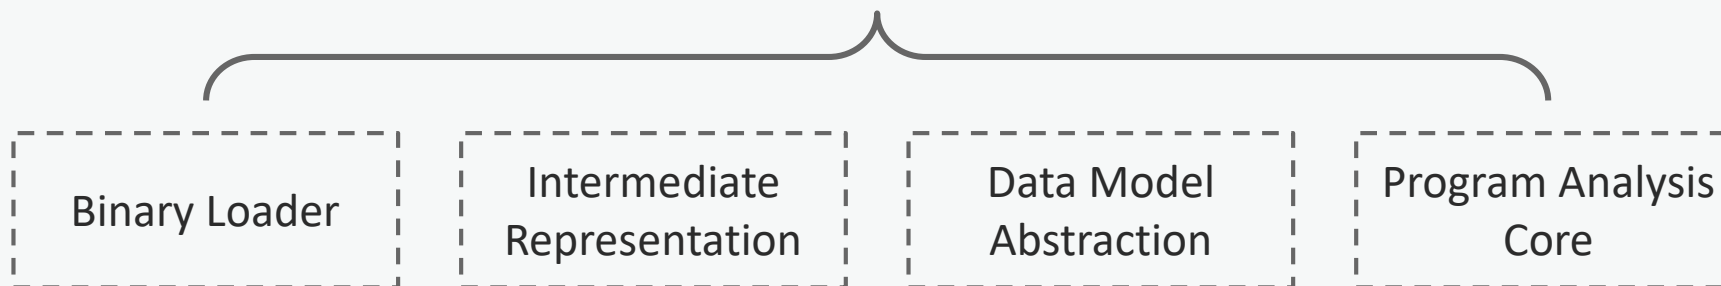 Binary Loader
Intermediate
Representation
Data Model
Abstraction
Program Analysis
Core